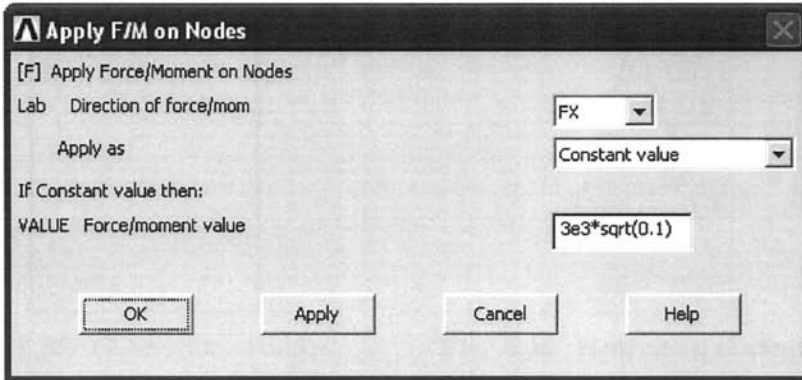 Apply F/M on Nodes
[F] Apply Force/Moment on Nodes
Lab Direction of force/mom FX
Apply as Constant value
If Constant value then:
VALUE Force/moment value 3e3*sqrt(0.1)
OK Apply Cancel Help